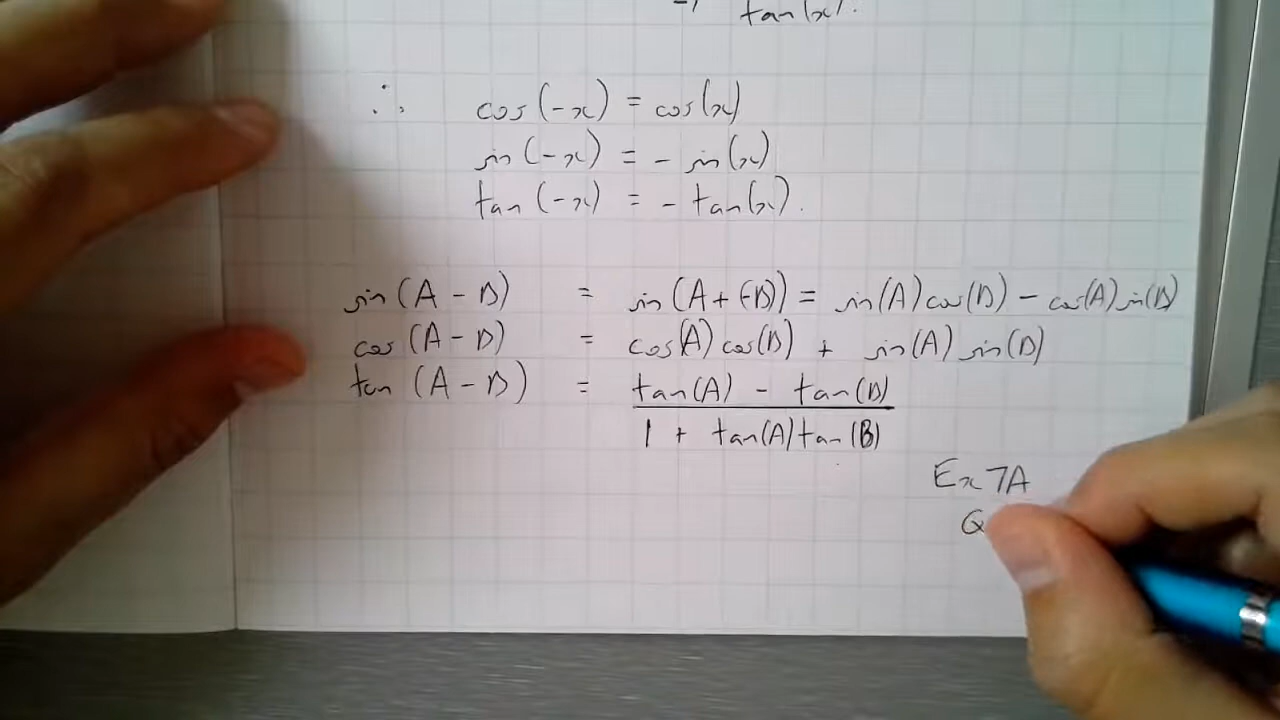 tan(x).
∴ cos(-x) = cos(x)
sin(-x) = - sin(x)
tan(-x) = - tan(x).
sin(A - B) = sin(A + (-B)) = sin(A)cos(B) - cos(A)sin(B)
cos(A - B) = cos(A)cos(B) + sin(A)sin(B)
tan(A - B) = tan(A) - tan(B)
1 + tan(A)tan(B)
Ex 7A
Q